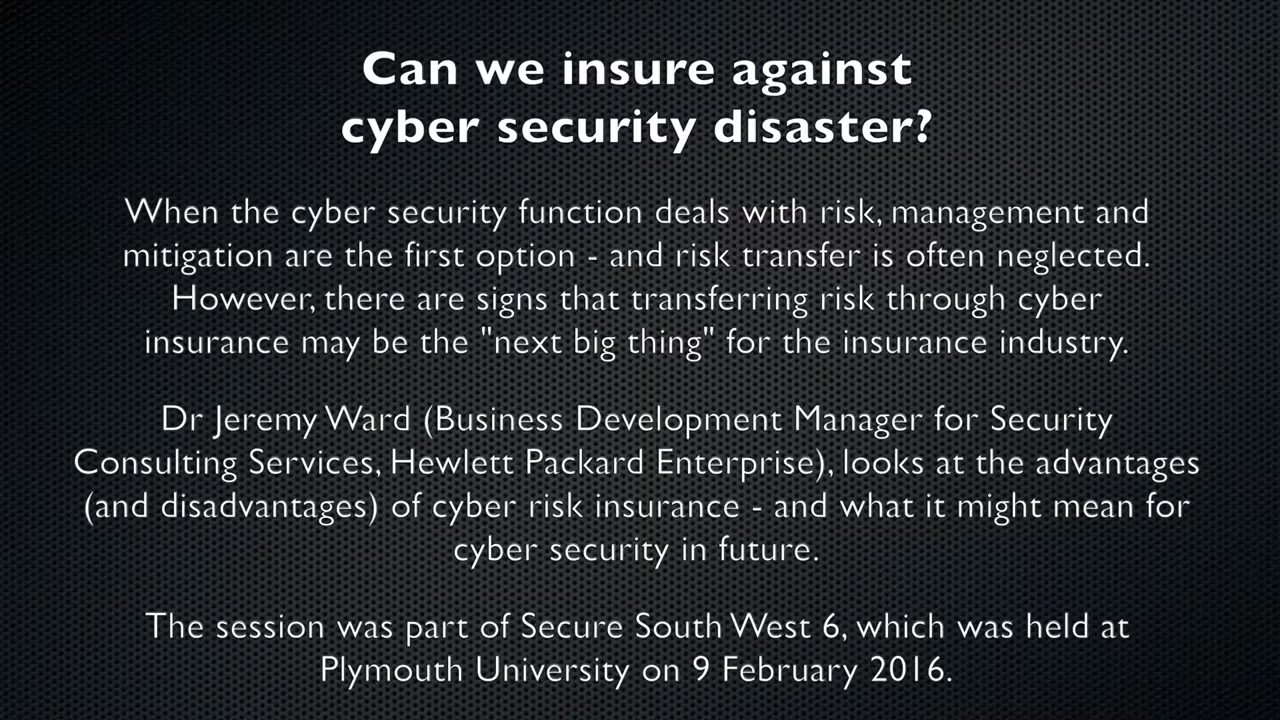 Can we insure against
cyber security disaster?
When the cyber security function deals with risk, management and
mitigation are the first option - and risk transfer is often neglected.
However, there are signs that transferring risk through cyber
insurance may be the "next big thing" for the insurance industry.
Dr Jeremy Ward (Business Development Manager for Security
Consulting Services, Hewlett Packard Enterprise), looks at the advantages
(and disadvantages) of cyber risk insurance - and what it might mean for
cyber security in future.
The session was part of Secure South West 6, which was held at
Plymouth University on 9 February 2016.